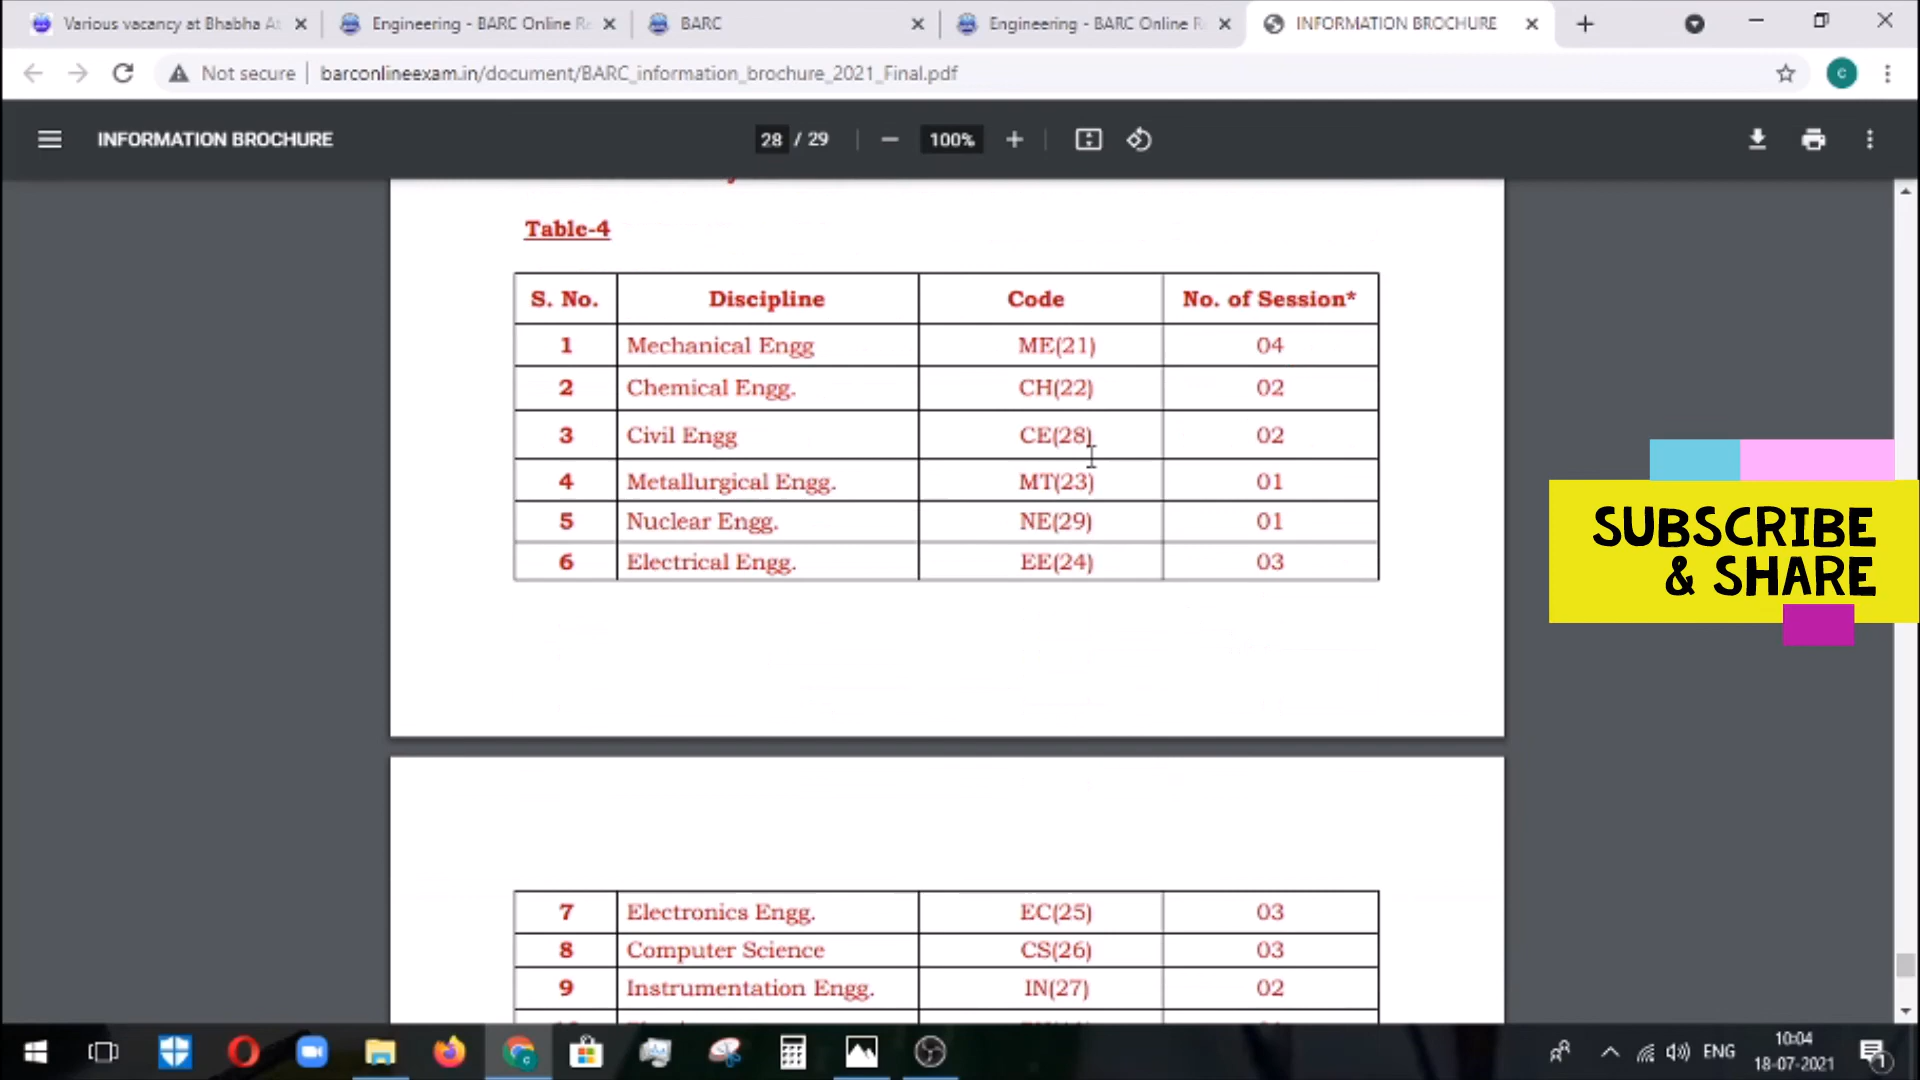 Various vacancy at Bhabha At
Engineering - BARC Online Re
BARC
Engineering - BARC Online R
INFORMATION BROCHURE
Not secure
barconlineexam.in/document/BARC_information_brochure_2021_Final.pdf
c
INFORMATION BROCHURE
28 / 29
100%
Table-4
S. No. Discipline Code No. of Session*
1 Mechanical Engg ME(21) 04
2 Chemical Engg. CH(22) 02
3 Civil Engg CE(28) 02
4 Metallurgical Engg. MT(23) 01
5 Nuclear Engg. NE(29) 01
6 Electrical Engg. EE(24) 03
SUBSCRIBE
& SHARE
7 Electronics Engg. EC(25) 03
8 Computer Science CS(26) 03
9 Instrumentation Engg. IN(27) 02
ENG
10:04
18-07-2021
1